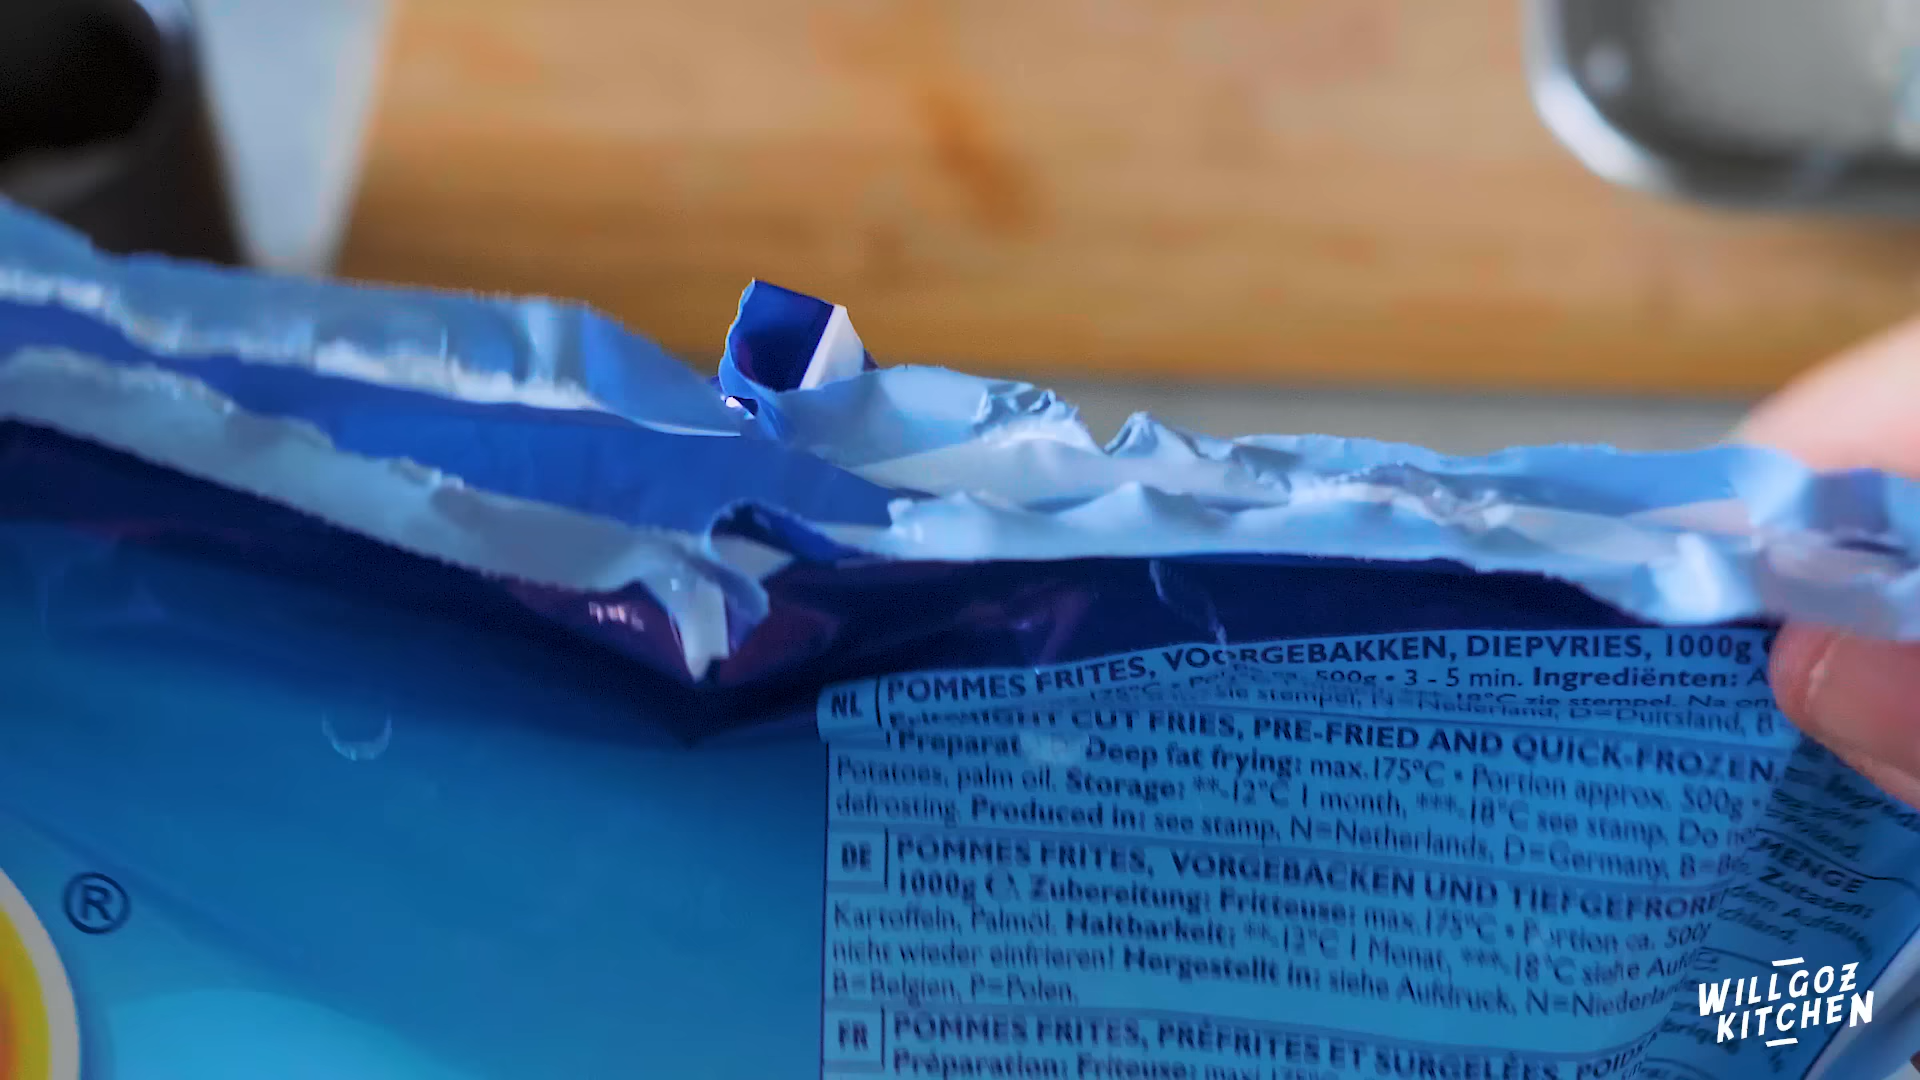 NL POMMES FRITES, VOORGEBAKKEN, DIEPVRIES, 1000g
500g • 3 - 5 min. Ingrediënten:
zie stempel, N=Nederland, D=Duitsland, B
CUT FRIES, PRE-FRIED AND QUICK-FROZEN,
Deep fat frying: max.175°C • Portion approx. 500g •
Potatoes, palm oil. Storage: **-12°C 1 month, ***-18°C see stamp. Do
defrosting. Produced in: see stamp, N=Netherlands, D=Germany,
DE POMMES FRITES, VORGEBACKEN UND TIEFGEFROR
1000g ℮. Zubereitung: Fritteuse: max.175°C • Portion ca. 500
Kartoffeln, Palmöl. Haltbarkeit: **-12°C 1 Monat, ***-18°C siehe
nicht wieder einfrieren! Hergestellt in: siehe Aufdruck, N=Niederla
B=Belgien, P=Polen.
FR POMMES FRITES, PRÉFRITES ET SURGELÉES,
Préparation: Friteuse: max.175°C
®
MENGE
Zutaten:
WILLGOZ
KITCHEN